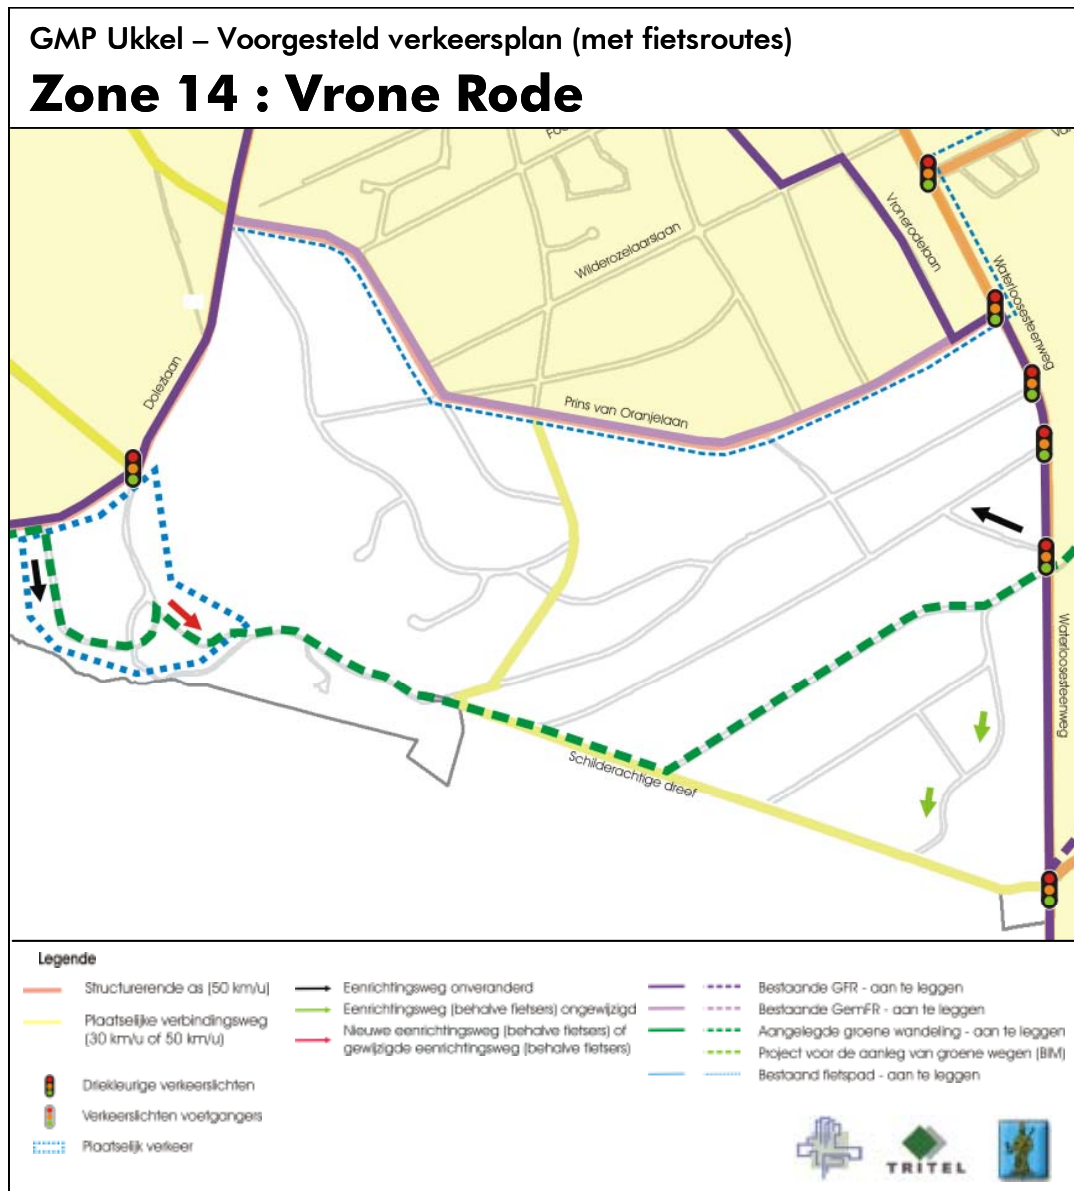 GMP Ukkel – Voorgesteld verkeersplan (met fietsroutes)
Zone 14 : Vrone Rode
Wilderozelaarslaan
Vronerodelaan
Waterloosesteenweg
Dolezlaan
Prins van Oranjelaan
Waterloosesteenweg
Schilderachtige dreef
Legende
Structurerende as (50 km/u)
Plaatselijke verbindingsweg
(30 km/u of 50 km/u)
Driekleurige verkeerslichten
Verkeerslichten voetgangers
Plaatselijk verkeer
Eenrichtingsweg onveranderd
Eenrichtingsweg (behalve fietsers) ongewijzigd
Nieuwe eenrichtingsweg (behalve fietsers) of
gewijzigde eenrichtingsweg (behalve fietsers)
Bestaande GFR - aan te leggen
Bestaande GemFR - aan te leggen
Aangelegde groene wandeling - aan te leggen
Project voor de aanleg van groene wegen (BIM)
Bestaand fietspad - aan te leggen
TRITEL